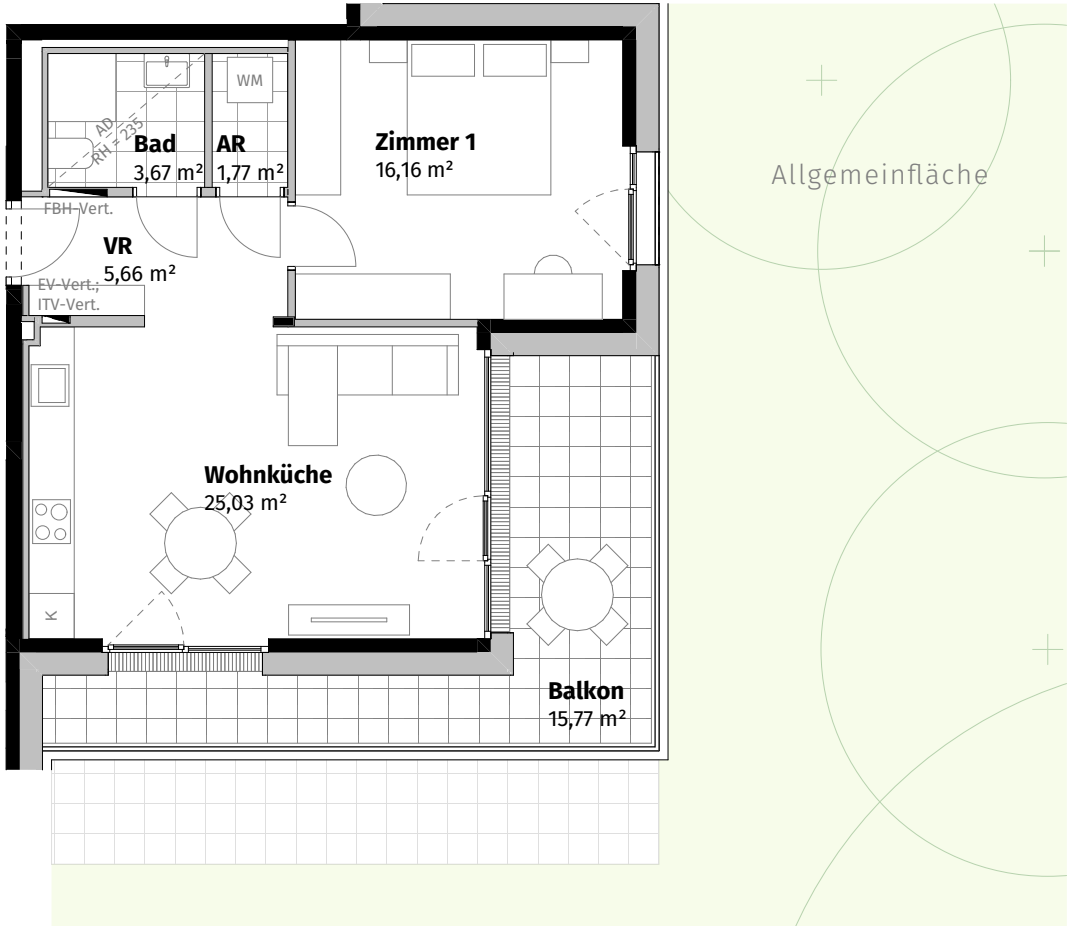 WM
AD
RH = 235
Bad
3,67 m²
AR
1,77 m²
Zimmer 1
16,16 m²
Allgemeinfläche
FBH-Vert.
VR
5,66 m²
EV-Vert.;
ITV-Vert.
Wohnküche
25,03 m²
K
Balkon
15,77 m²